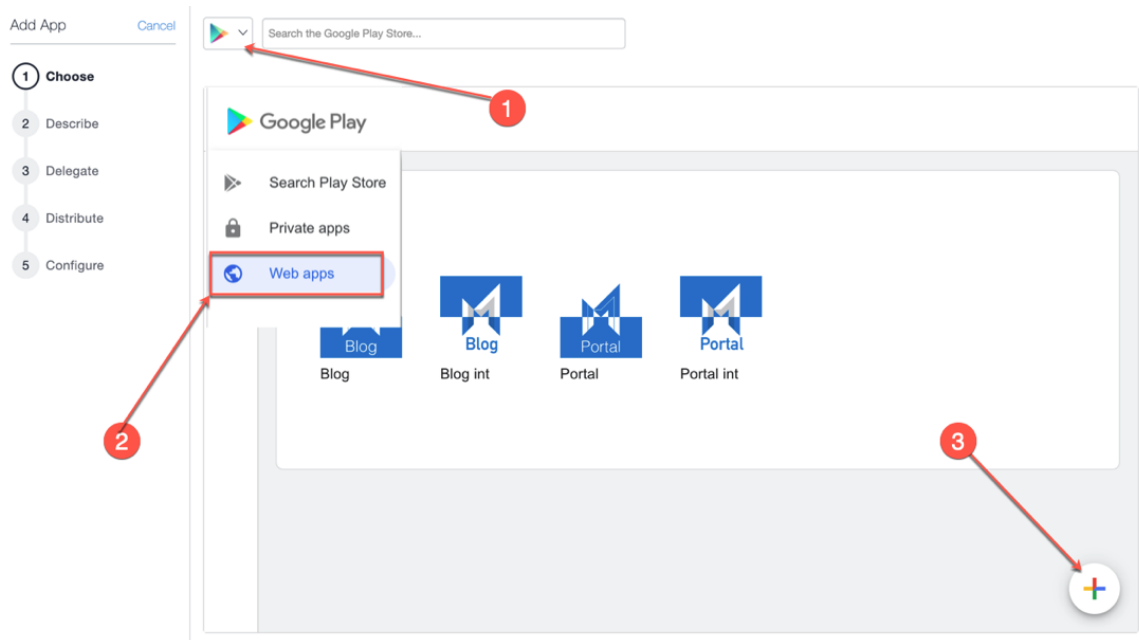 Add App
Cancel
1 Choose
2 Describe
3 Delegate
4 Distribute
5 Configure
Search the Google Play Store...
1
Google Play
Search Play Store
Private apps
Web apps
Blog
Blog
Portal
Portal
Blog
Blog int
Portal
Portal int
2
3